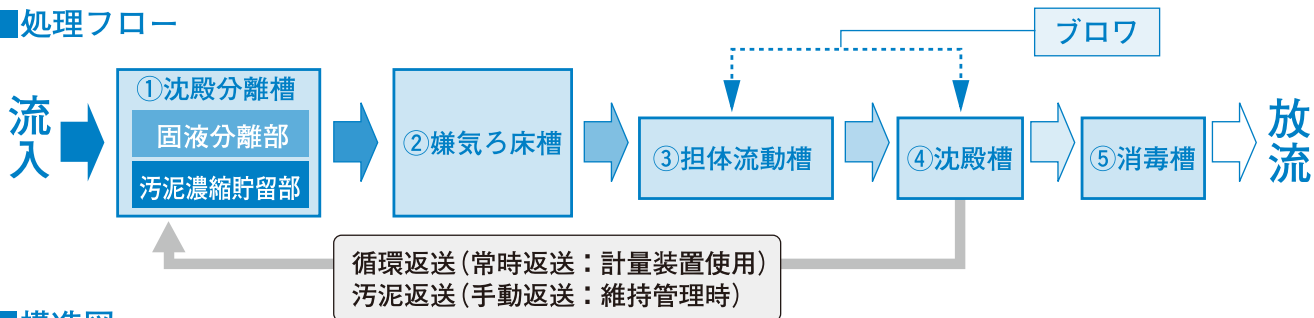 ■処理フロー
ブロワ
流入
①沈殿分離槽
固液分離部
汚泥濃縮貯留部
②嫌気ろ床槽
③担体流動槽
④沈殿槽
⑤消毒槽
放流
循環返送(常時返送:計量装置使用)
汚泥返送(手動返送:維持管理時)
■構造図